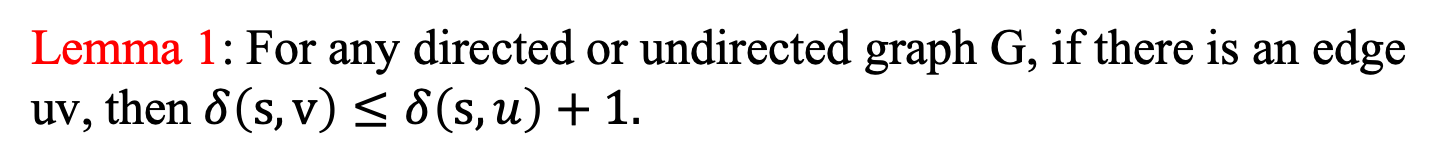 Lemma 1: For any directed or undirected graph G, if there is an edge
uv, then 𝛿(s, v) ≤ 𝛿(s, 𝑢) + 1.